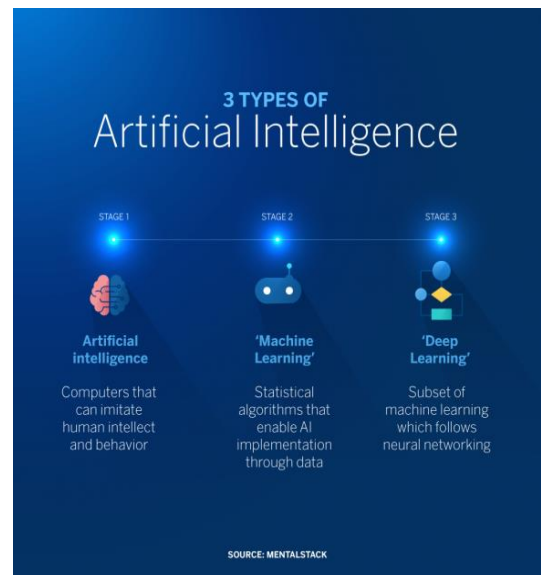 3 TYPES OF
Artificial Intelligence
STAGE 1
STAGE 2
STAGE 3
Artificial
intelligence
Computers that
can imitate
human intellect
and behavior
'Machine
Learning'
Statistical
algorithms that
enable AI
implementation
through data
'Deep
Learning'
Subset of
machine learning
which follows
neural networking
SOURCE: MENTALSTACK